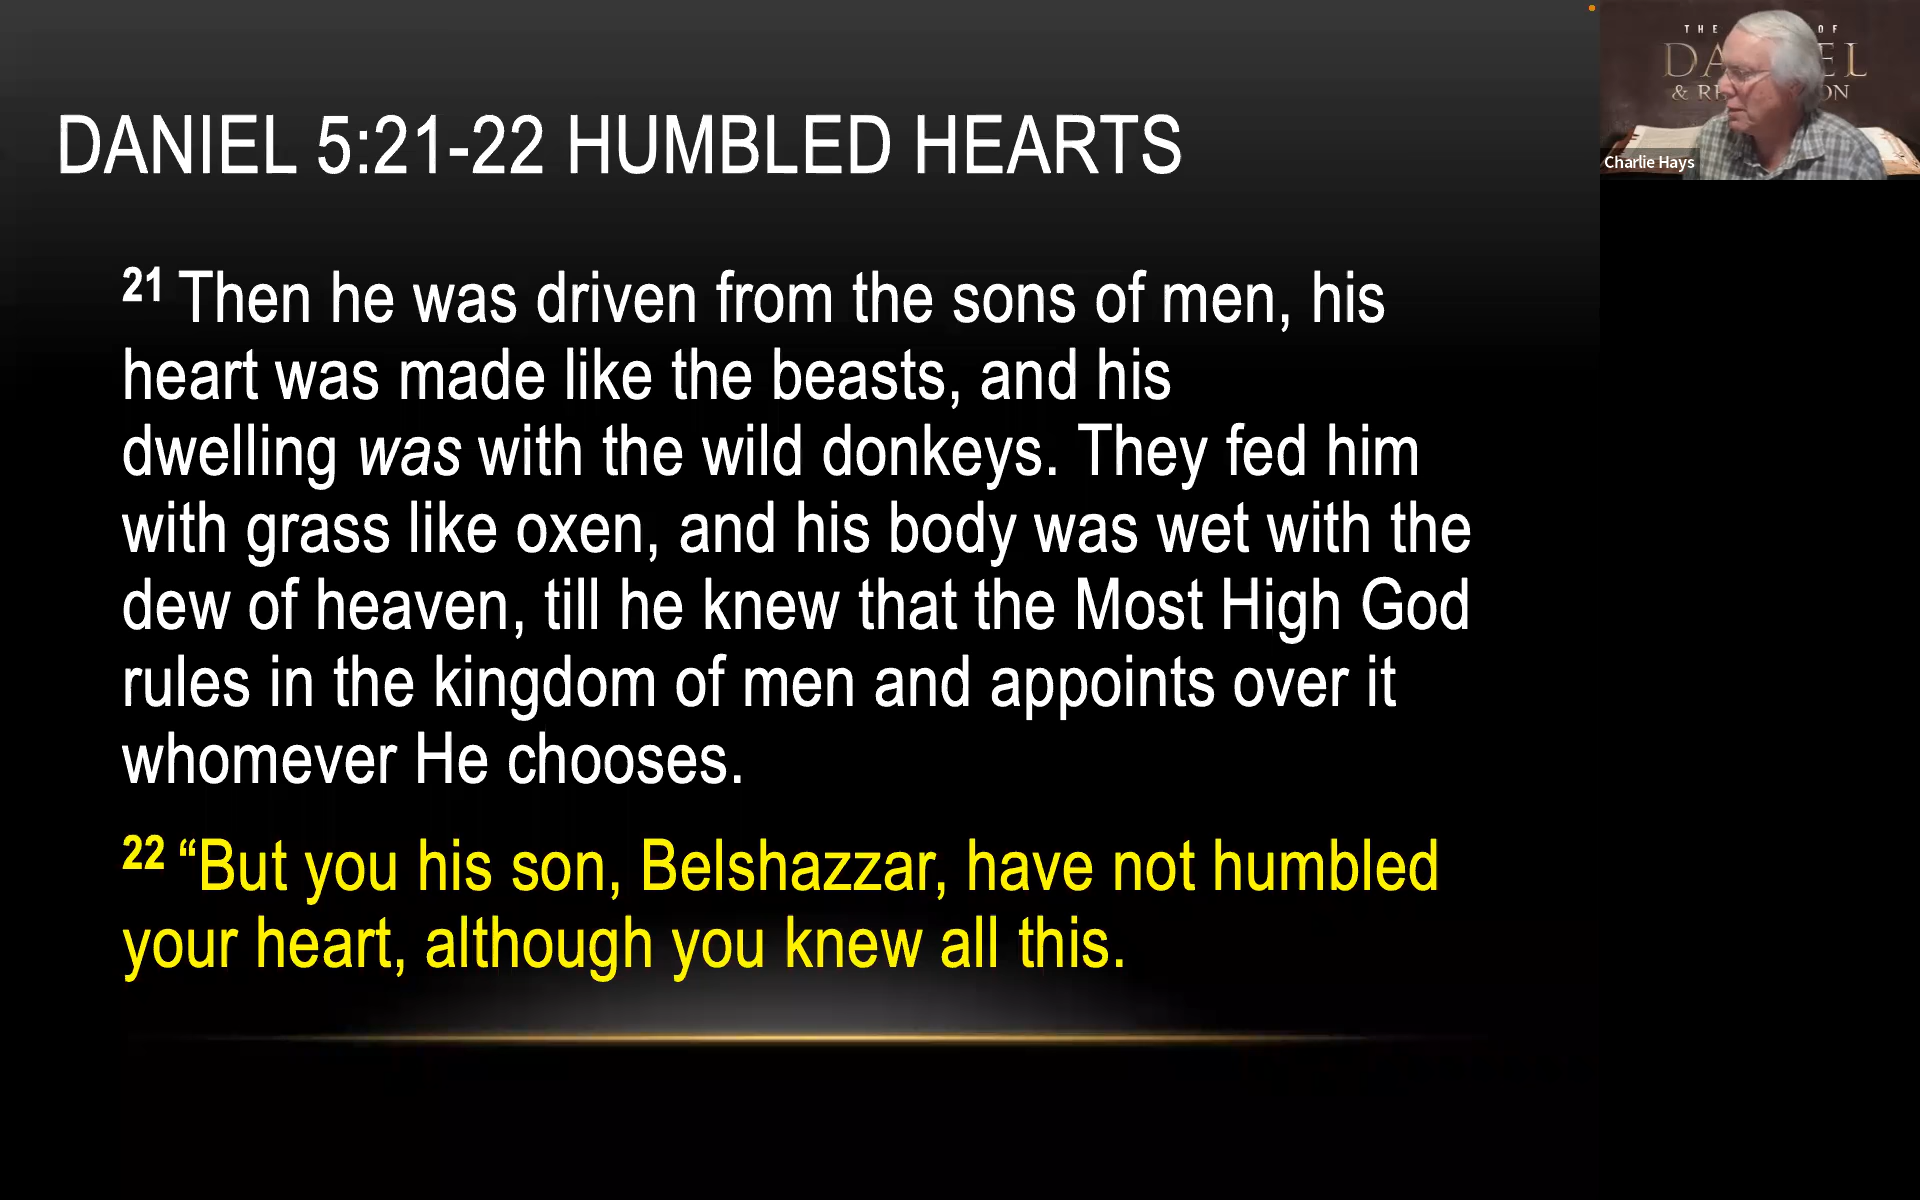 DANIEL 5:21-22 HUMBLED HEARTS
21 Then he was driven from the sons of men, his
heart was made like the beasts, and his
dwelling was with the wild donkeys. They fed him
with grass like oxen, and his body was wet with the
dew of heaven, till he knew that the Most High God
rules in the kingdom of men and appoints over it
whomever He chooses.
22 “But you his son, Belshazzar, have not humbled
your heart, although you knew all this.
THE OF
&
Charlie Hays